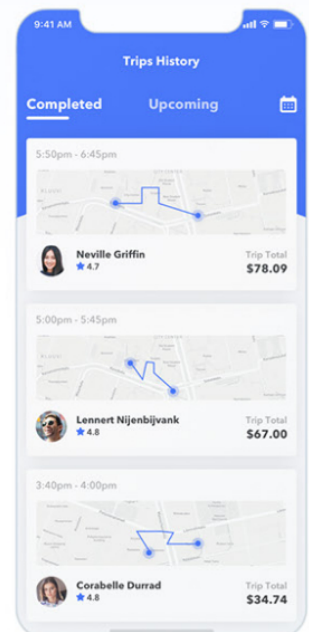 9:41 AM
Trips History
Completed Upcoming
5:50pm - 6:45pm
Neville Griffin Trip Total
4.7 $78.09
5:00pm - 5:45pm
Lennert Nijenbijvank Trip Total
4.8 $67.00
3:40pm - 4:00pm
Corabelle Durrad Trip Total
4.8 $34.74